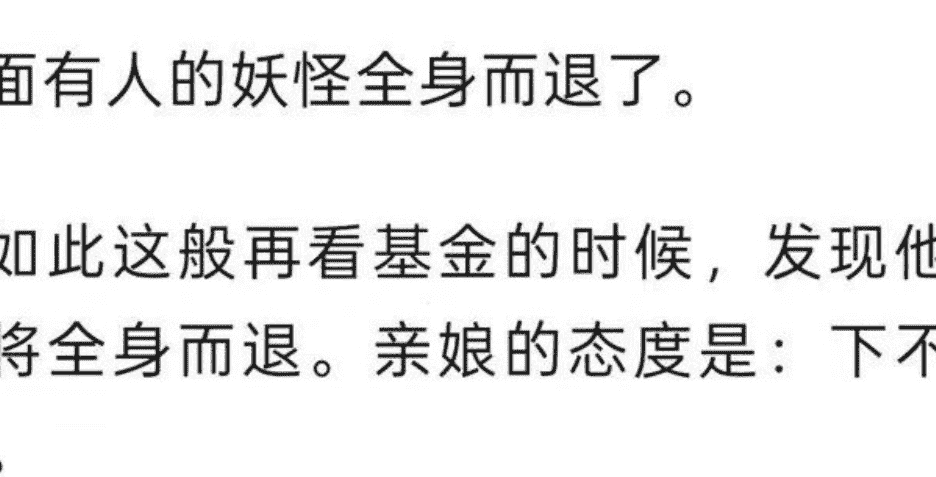 面有人的妖怪全身而退了。
如此这般再看基金的时候，发现他
将全身而退。亲娘的态度是：下不
。